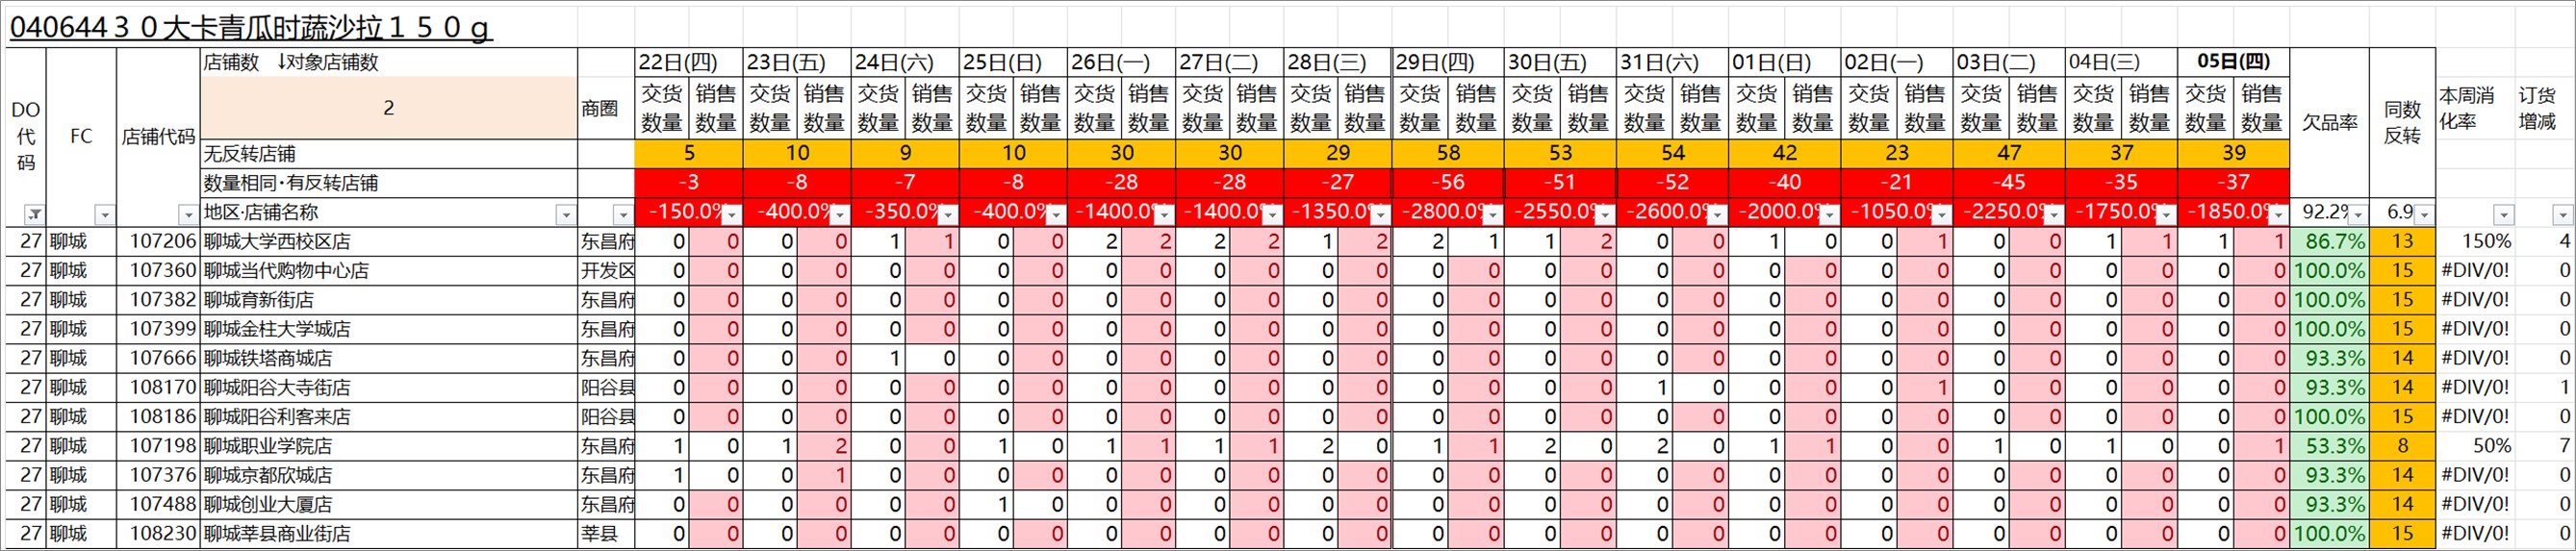 040644３０大卡青瓜时蔬沙拉１５０ｇ
DO代码 FC 店铺代码 店铺数 ↓对象店铺数 商圈 22日(四) 23日(五) 24日(六) 25日(日) 26日(一) 27日(二) 28日(三) 29日(四) 30日(五) 31日(六) 01日(日) 02日(一) 03日(二) 04日(三) 05日(四) 欠品率 同数反转 本周消化率 订货增减
2 交货数量 销售数量 交货数量 销售数量 交货数量 销售数量 交货数量 销售数量 交货数量 销售数量 交货数量 销售数量 交货数量 销售数量 交货数量 销售数量 交货数量 销售数量 交货数量 销售数量 交货数量 销售数量 交货数量 销售数量 交货数量 销售数量 交货数量 销售数量 交货数量 销售数量
无反转店铺 5 10 9 10 30 30 29 58 53 54 42 23 47 37 39
数量相同·有反转店铺 -3 -8 -7 -8 -28 -28 -27 -56 -51 -52 -40 -21 -45 -35 -37
地区·店铺名称 -150.0% -400.0% -350.0% -400.0% -1400.0% -1400.0% -1350.0% -2800.0% -2550.0% -2600.0% -2000.0% -1050.0% -2250.0% -1750.0% -1850.0% 92.2% 6.9
27 聊城 107206 聊城大学西校区店 东昌府 0 0 0 0 1 1 0 0 2 2 2 2 1 2 2 1 1 2 0 0 1 0 0 1 0 0 1 1 1 1 86.7% 13 150% 4
27 聊城 107360 聊城当代购物中心店 开发区 0 0 0 0 0 0 0 0 0 0 0 0 0 0 0 0 0 0 0 0 0 0 0 0 0 0 0 0 0 0 100.0% 15 #DIV/0! 0
27 聊城 107382 聊城育新街店 东昌府 0 0 0 0 0 0 0 0 0 0 0 0 0 0 0 0 0 0 0 0 0 0 0 0 0 0 0 0 0 0 100.0% 15 #DIV/0! 0
27 聊城 107399 聊城金柱大学城店 东昌府 0 0 0 0 0 0 0 0 0 0 0 0 0 0 0 0 0 0 0 0 0 0 0 0 0 0 0 0 0 0 100.0% 15 #DIV/0! 0
27 聊城 107666 聊城铁塔商城店 东昌府 0 0 0 0 1 0 0 0 0 0 0 0 0 0 0 0 0 0 0 0 0 0 0 0 0 0 0 0 0 0 93.3% 14 #DIV/0! 0
27 聊城 108170 聊城阳谷大寺街店 阳谷县 0 0 0 0 0 0 0 0 0 0 0 0 0 0 0 0 0 0 1 0 0 0 0 1 0 0 0 0 0 0 93.3% 14 #DIV/0! 1
27 聊城 108186 聊城阳谷利客来店 阳谷县 0 0 0 0 0 0 0 0 0 0 0 0 0 0 0 0 0 0 0 0 0 0 0 0 0 0 0 0 0 0 100.0% 15 #DIV/0! 0
27 聊城 107198 聊城职业学院店 东昌府 1 0 1 2 0 0 1 0 1 1 1 1 2 0 1 1 2 0 2 0 1 1 0 0 1 0 1 0 0 1 53.3% 8 50% 7
27 聊城 107376 聊城京都欣城店 东昌府 1 0 0 1 0 0 0 0 0 0 0 0 0 0 0 0 0 0 0 0 0 0 0 0 0 0 0 0 0 0 93.3% 14 #DIV/0! 0
27 聊城 107488 聊城创业大厦店 东昌府 0 0 0 0 0 0 1 0 0 0 0 0 0 0 0 0 0 0 0 0 0 0 0 0 0 0 0 0 0 0 93.3% 14 #DIV/0! 0
27 聊城 108230 聊城莘县商业街店 莘县 0 0 0 0 0 0 0 0 0 0 0 0 0 0 0 0 0 0 0 0 0 0 0 0 0 0 0 0 0 0 100.0% 15 #DIV/0! 0